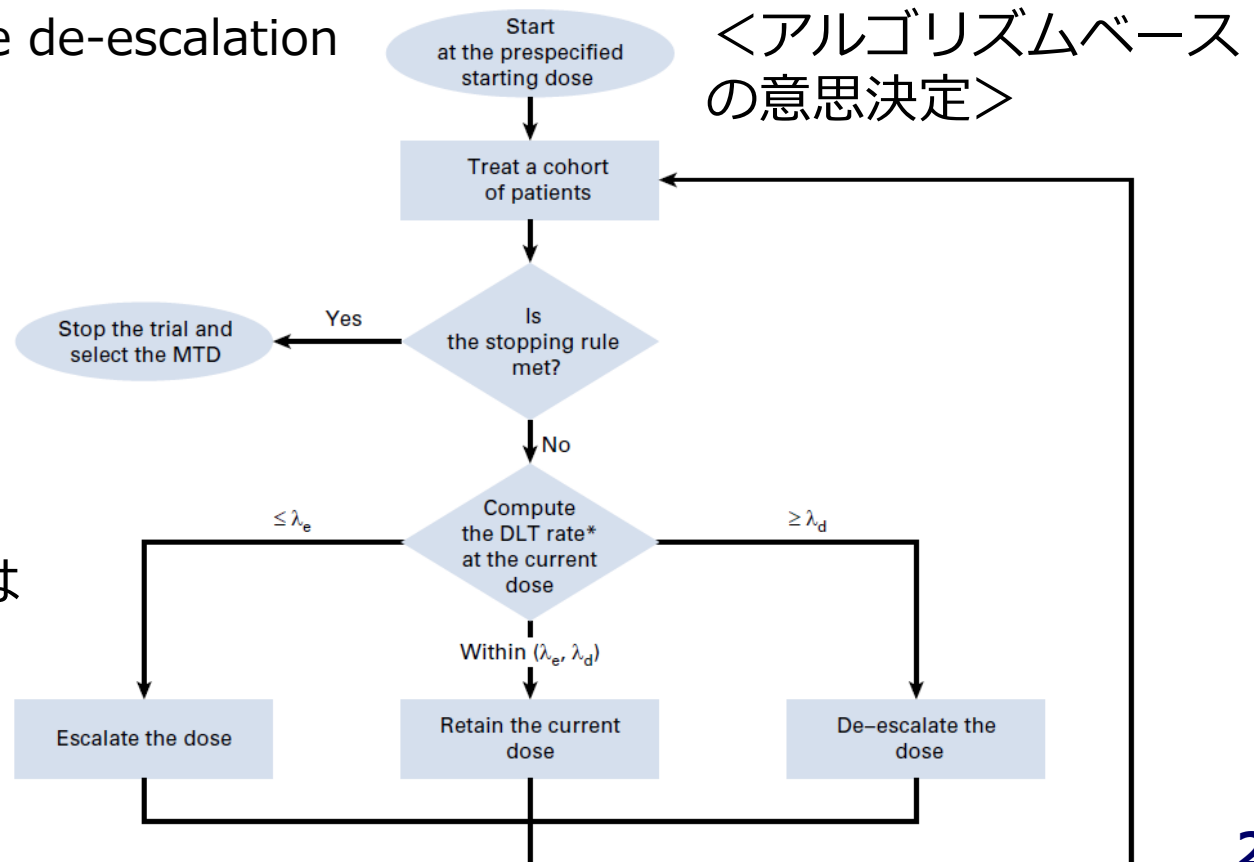 e de-escalation
<アルゴリズムベース
の意思決定>
Start
at the prespecified
starting dose
Treat a cohort
of patients
Is
the stopping rule
met?
Yes
Stop the trial and
select the MTD
No
Compute
the DLT rate*
at the current
dose
≤ λe
≥ λd
は
Within (λe, λd)
Escalate the dose
Retain the current
dose
De–escalate the
dose
2